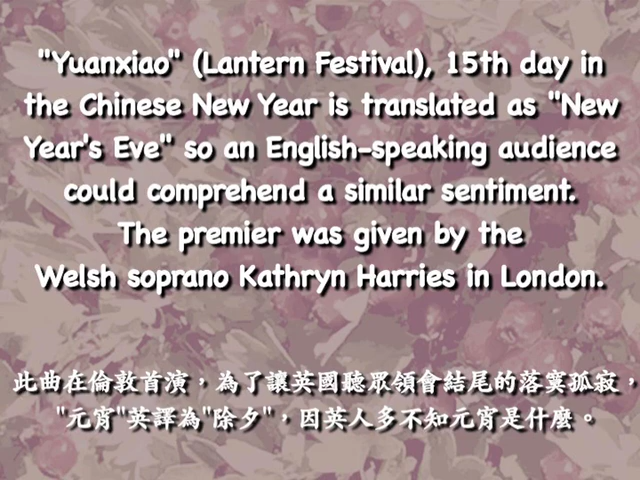 "Yuanxiao" (Lantern Festival), 15th day in
the Chinese New Year is translated as "New
Year's Eve" so an English-speaking audience
could comprehend a similar sentiment.
The premier was given by the
Welsh soprano Kathryn Harries in London.
此曲在倫敦首演，為了讓英國聽眾領會結尾的落寞孤寂，
"元宵"英譯為"除夕"，因英人多不知元宵是什麼。